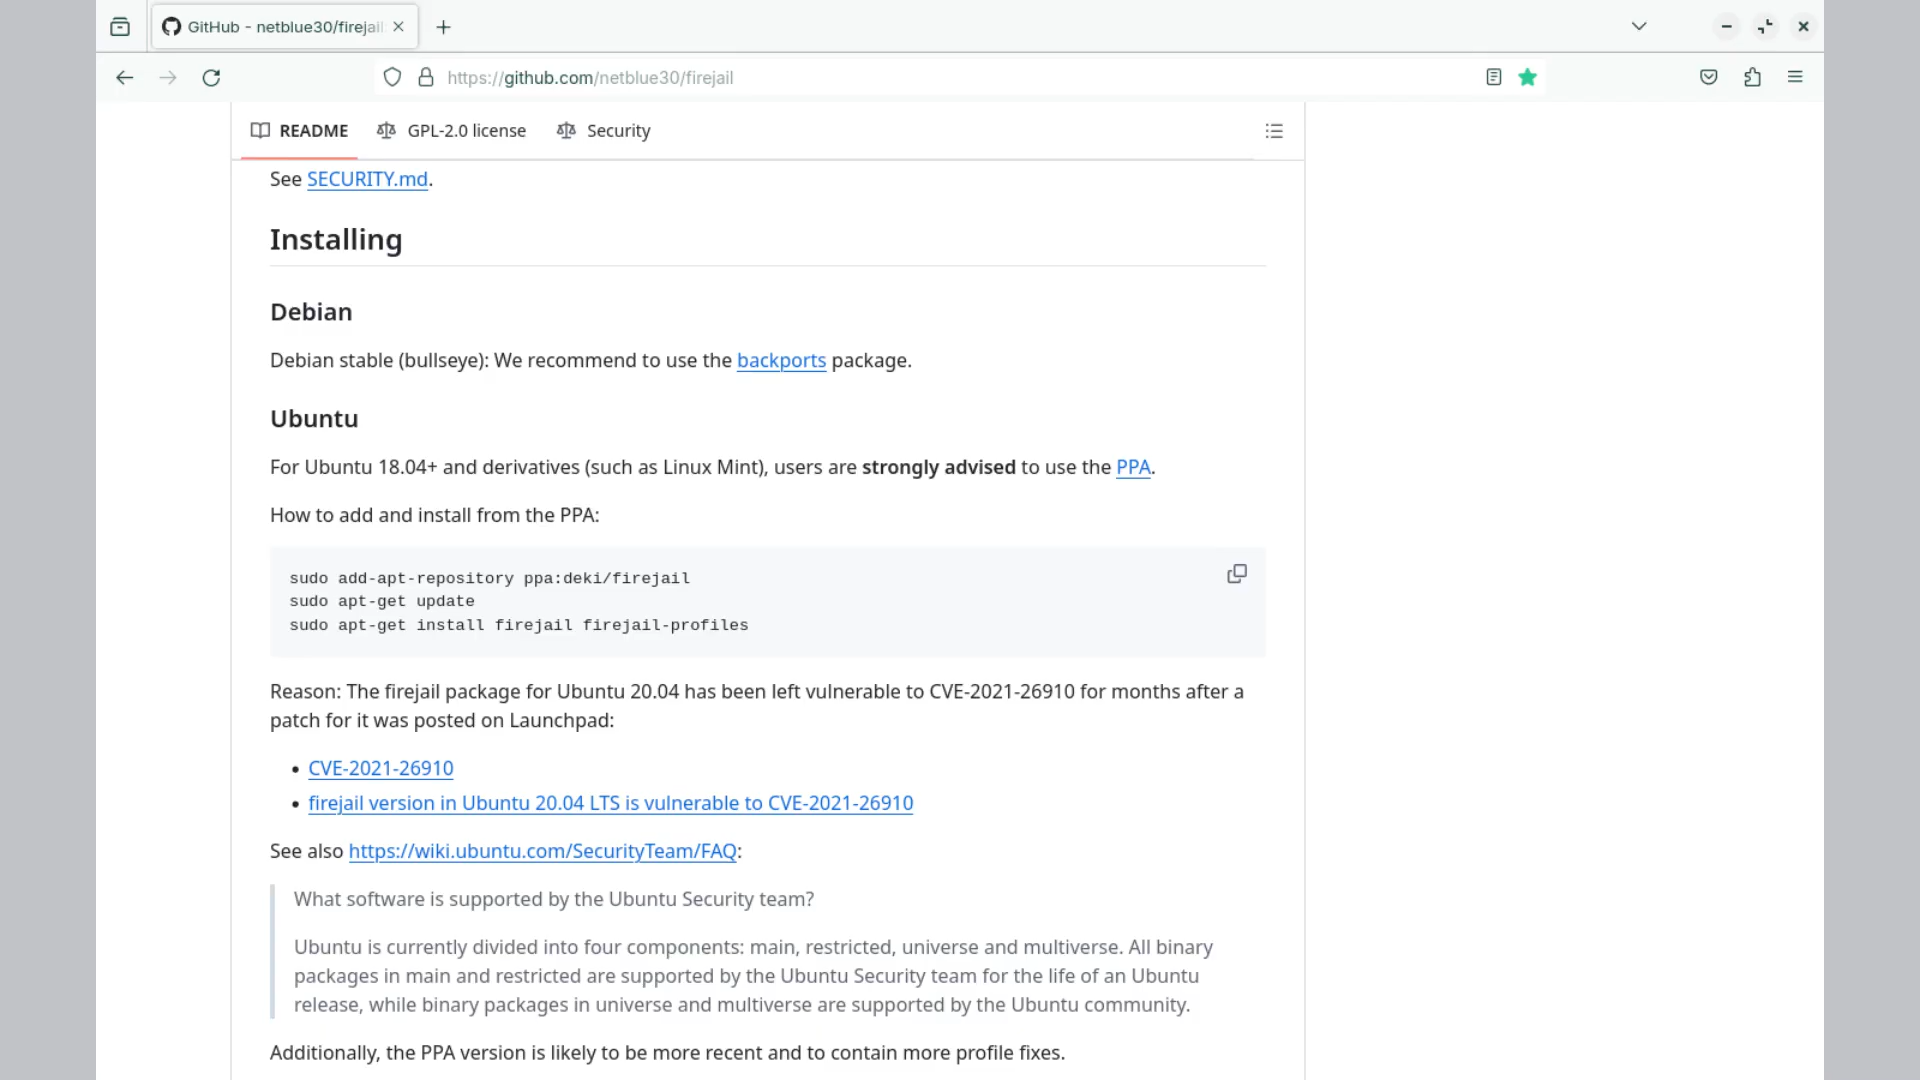 GitHub - netblue30/firejail
https://github.com/netblue30/firejail
README
GPL-2.0 license
Security
See SECURITY.md.
Installing
Debian
Debian stable (bullseye): We recommend to use the backports package.
Ubuntu
For Ubuntu 18.04+ and derivatives (such as Linux Mint), users are strongly advised to use the PPA.
How to add and install from the PPA:
sudo add-apt-repository ppa:deki/firejail
sudo apt-get update
sudo apt-get install firejail firejail-profiles
Reason: The firejail package for Ubuntu 20.04 has been left vulnerable to CVE-2021-26910 for months after a
patch for it was posted on Launchpad:
• CVE-2021-26910
• firejail version in Ubuntu 20.04 LTS is vulnerable to CVE-2021-26910
See also https://wiki.ubuntu.com/SecurityTeam/FAQ:
What software is supported by the Ubuntu Security team?
Ubuntu is currently divided into four components: main, restricted, universe and multiverse. All binary
packages in main and restricted are supported by the Ubuntu Security team for the life of an Ubuntu
release, while binary packages in universe and multiverse are supported by the Ubuntu community.
Additionally, the PPA version is likely to be more recent and to contain more profile fixes.